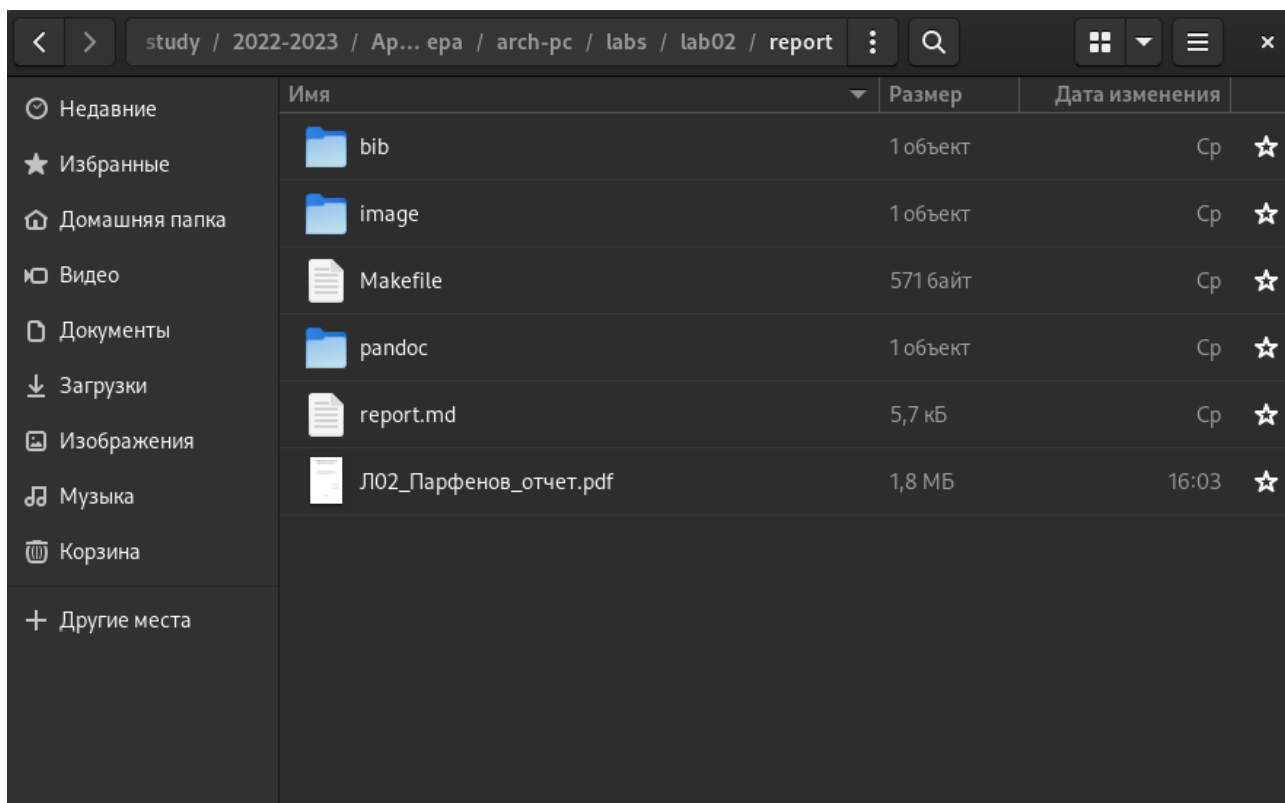 study / 2022-2023 / Ap... epa / arch-pc / labs / lab02 / report
Недавние
Избранные
Домашняя папка
Видео
Документы
Загрузки
Изображения
Музыка
Корзина
Другие места
Имя Размер Дата изменения
bib 1 объект Ср
image 1 объект Ср
Makefile 571 байт Ср
pandoc 1 объект Ср
report.md 5,7 кБ Ср
Л02_Парфенов_отчет.pdf 1,8 МБ 16:03